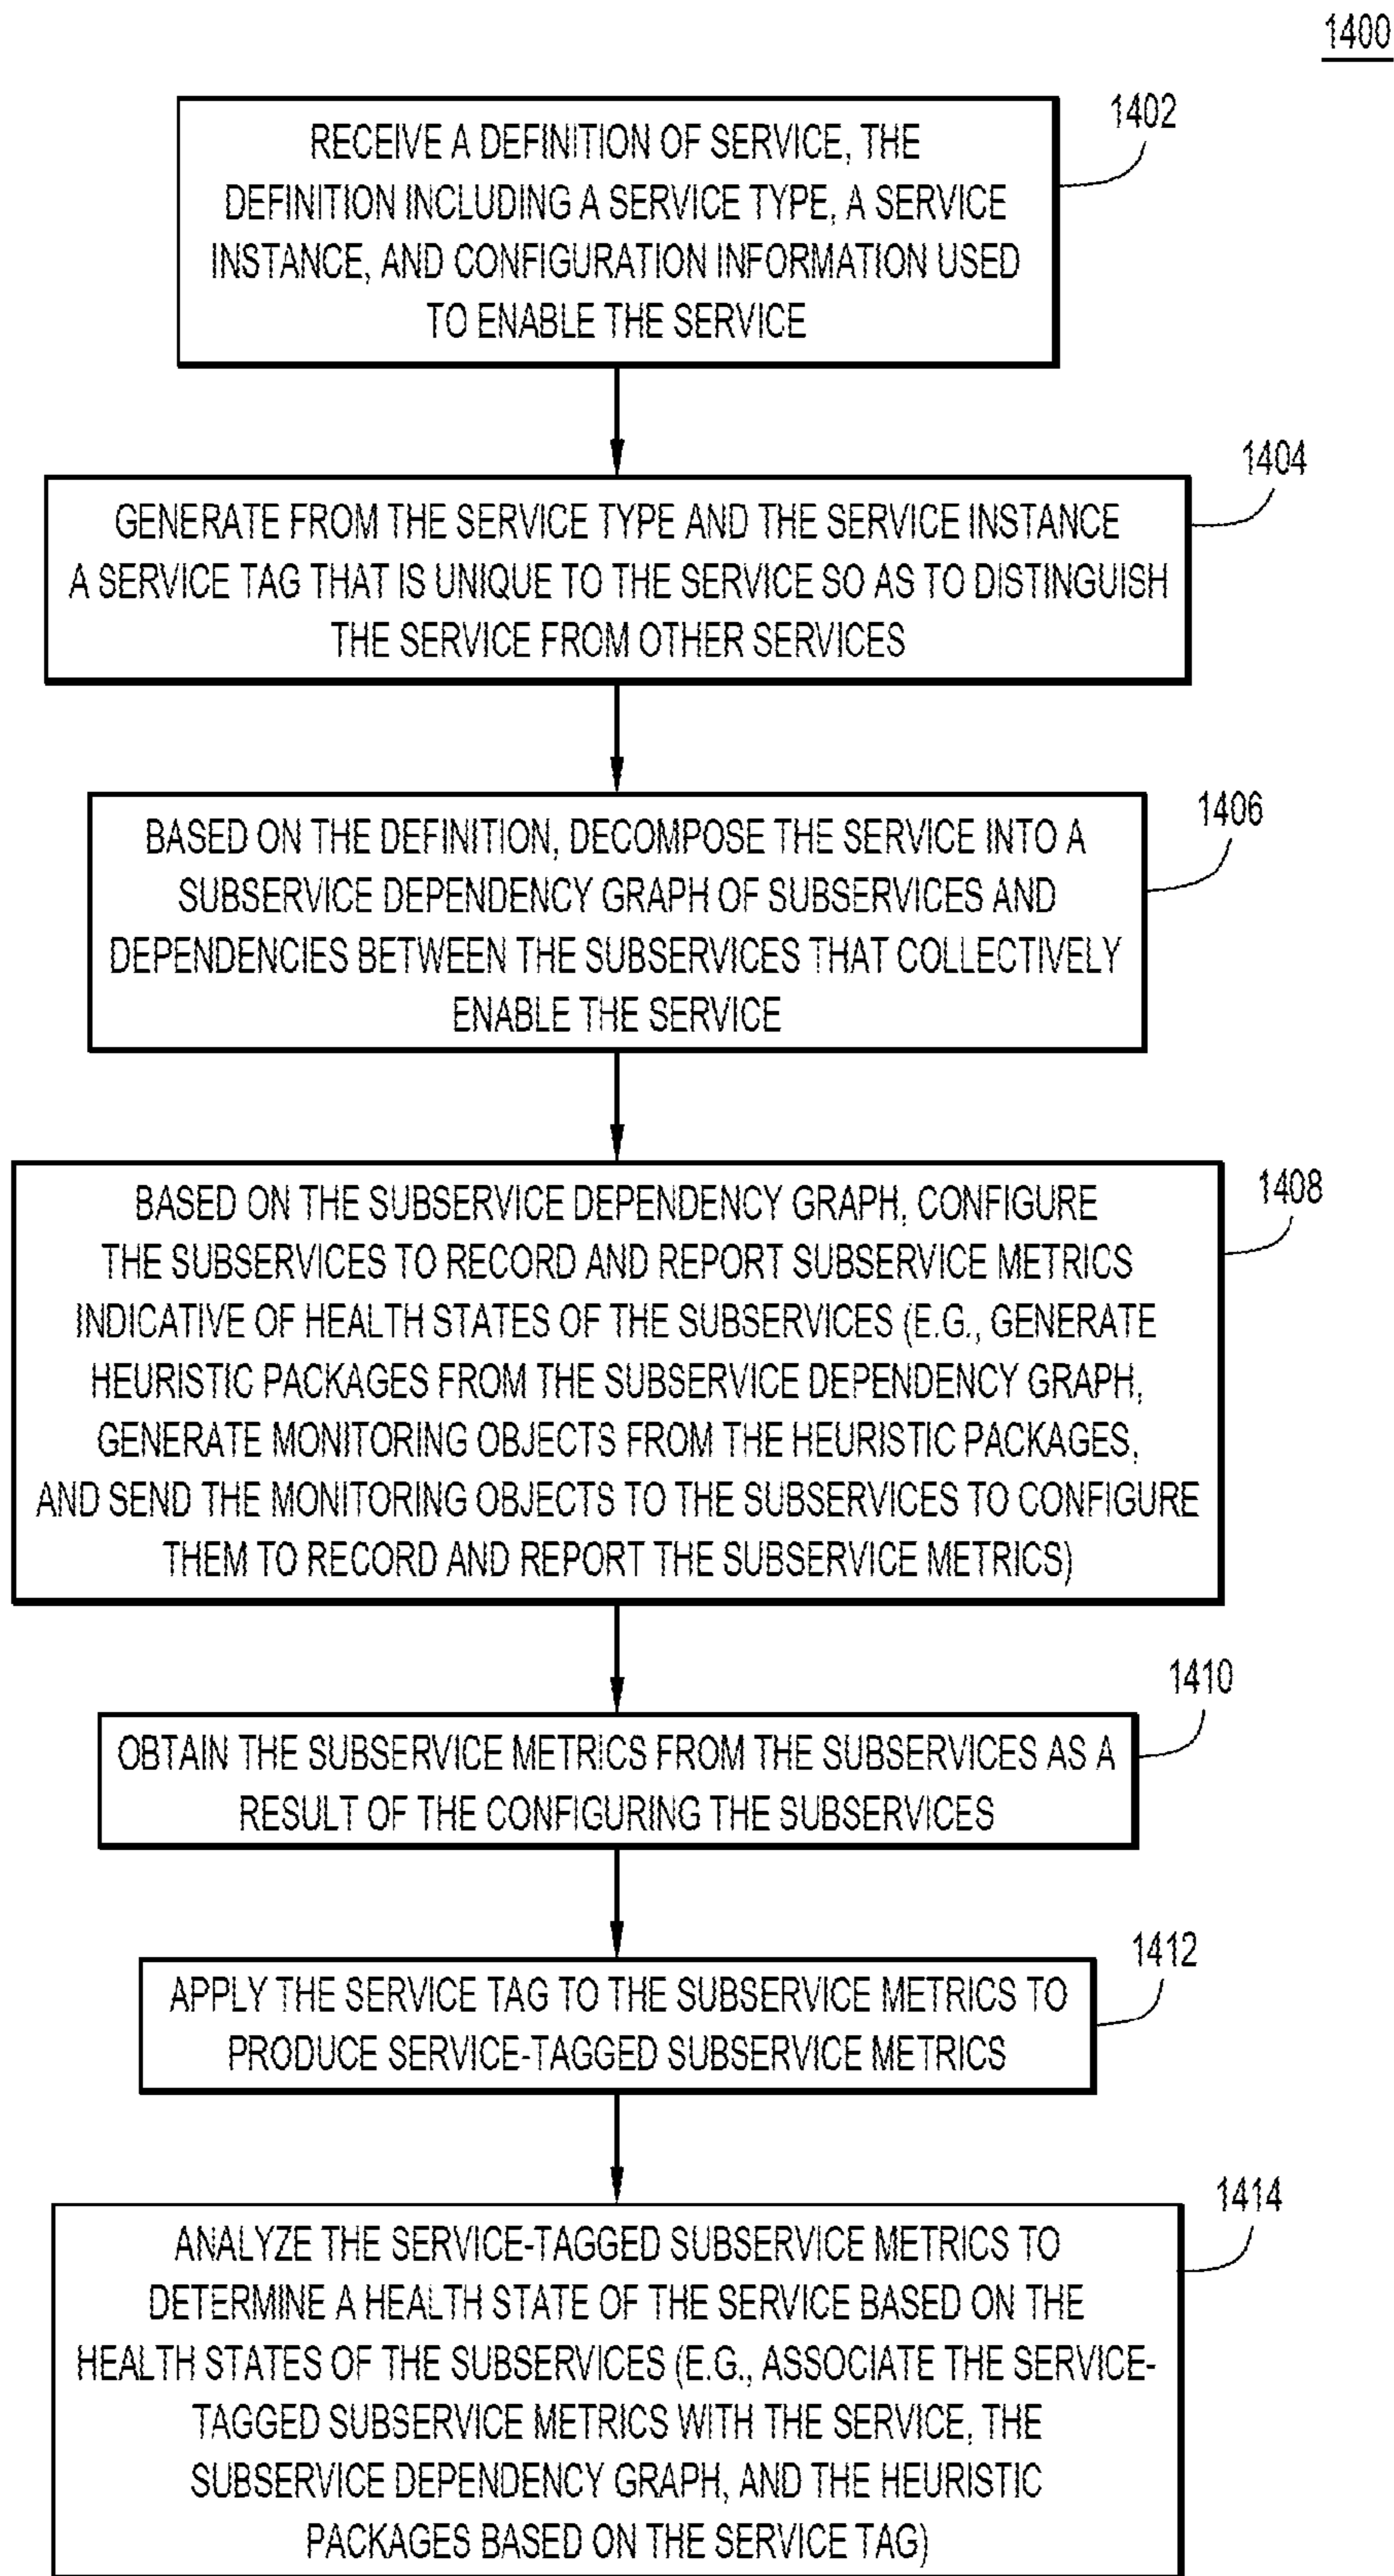 1400
1402
RECEIVE A DEFINITION OF SERVICE, THE
DEFINITION INCLUDING A SERVICE TYPE, A SERVICE
INSTANCE, AND CONFIGURATION INFORMATION USED
TO ENABLE THE SERVICE
1404
GENERATE FROM THE SERVICE TYPE AND THE SERVICE INSTANCE
A SERVICE TAG THAT IS UNIQUE TO THE SERVICE SO AS TO DISTINGUISH
THE SERVICE FROM OTHER SERVICES
1406
BASED ON THE DEFINITION, DECOMPOSE THE SERVICE INTO A
SUBSERVICE DEPENDENCY GRAPH OF SUBSERVICES AND
DEPENDENCIES BETWEEN THE SUBSERVICES THAT COLLECTIVELY
ENABLE THE SERVICE
1408
BASED ON THE SUBSERVICE DEPENDENCY GRAPH, CONFIGURE
THE SUBSERVICES TO RECORD AND REPORT SUBSERVICE METRICS
INDICATIVE OF HEALTH STATES OF THE SUBSERVICES (E.G., GENERATE
HEURISTIC PACKAGES FROM THE SUBSERVICE DEPENDENCY GRAPH,
GENERATE MONITORING OBJECTS FROM THE HEURISTIC PACKAGES,
AND SEND THE MONITORING OBJECTS TO THE SUBSERVICES TO CONFIGURE
THEM TO RECORD AND REPORT THE SUBSERVICE METRICS)
1410
OBTAIN THE SUBSERVICE METRICS FROM THE SUBSERVICES AS A
RESULT OF THE CONFIGURING THE SUBSERVICES
1412
APPLY THE SERVICE TAG TO THE SUBSERVICE METRICS TO
PRODUCE SERVICE-TAGGED SUBSERVICE METRICS
1414
ANALYZE THE SERVICE-TAGGED SUBSERVICE METRICS TO
DETERMINE A HEALTH STATE OF THE SERVICE BASED ON THE
HEALTH STATES OF THE SUBSERVICES (E.G., ASSOCIATE THE SERVICE-
TAGGED SUBSERVICE METRICS WITH THE SERVICE, THE
SUBSERVICE DEPENDENCY GRAPH, AND THE HEURISTIC
PACKAGES BASED ON THE SERVICE TAG)